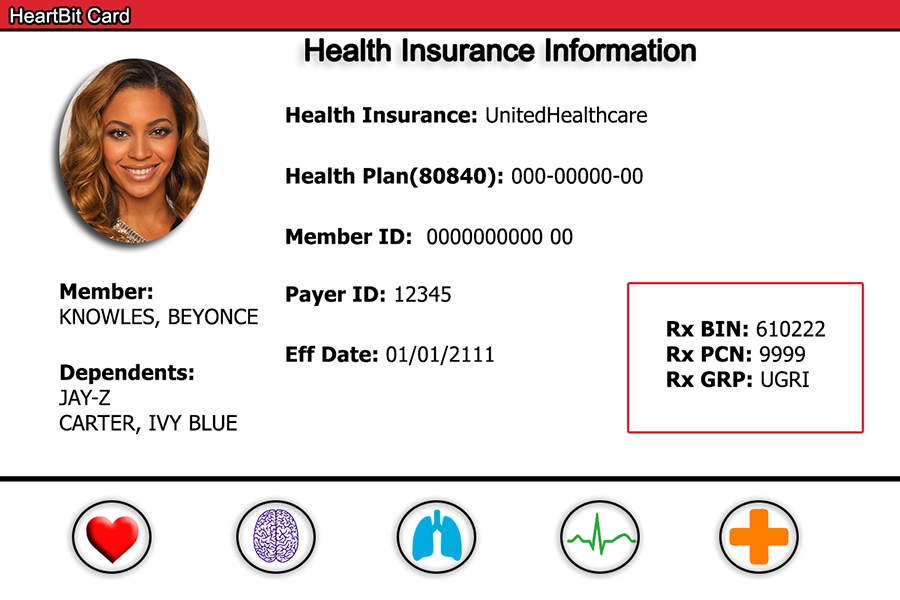 HeartBit Card
Health Insurance Information
Health Insurance: UnitedHealthcare
Health Plan(80840): 000-00000-00
Member ID: 0000000000 00
Member:
KNOWLES, BEYONCE
Payer ID: 12345
Eff Date: 01/01/2111
Dependents:
JAY-Z
CARTER, IVY BLUE
Rx BIN: 610222
Rx PCN: 9999
Rx GRP: UGRI